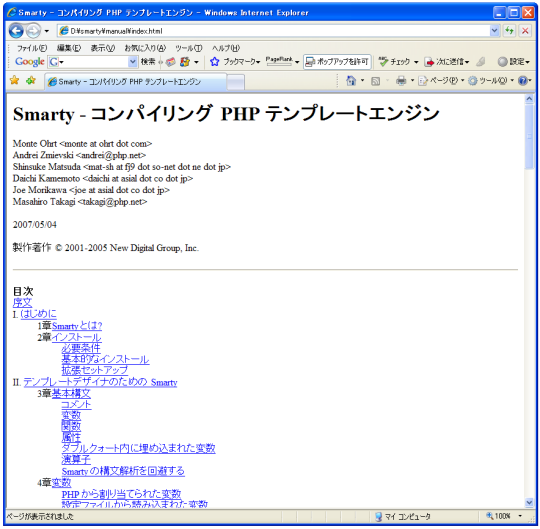 Smarty - コンパイリング PHP テンプレートエンジン - Windows Internet Explorer
D:¥smarty¥manual¥index.html
ファイル(F) 編集(E) 表示(V) お気に入り(A) ツール(T) ヘルプ(H)
Google G 検索 ブックマーク PageRank ポップアップを許可 チェック 次に送信 設定
Smarty - コンパイリング PHP テンプレートエンジン ページ(P) ツール(O)
Smarty - コンパイリング PHP テンプレートエンジン
Monte Ohrt <monte at ohrt dot com>
Andrei Zmievski <andrei@php.net>
Shinsuke Matsuda <mat-sh at fj9 dot so-net dot ne dot jp>
Daichi Kamemoto <daichi at asial dot co dot jp>
Joe Morikawa <joe at asial dot co dot jp>
Masahiro Takagi <takagi@php.net>
2007/05/04
製作著作 © 2001-2005 New Digital Group, Inc.
目次
序文
I. はじめに
1章Smarty とは?
2章インストール
必要条件
基本的なインストール
拡張セットアップ
II. テンプレートデザイナのための Smarty
3章基本構文
コメント
変数
関数
属性
ダブルクォート内に埋め込まれた変数
演算子
Smarty の構文解析を回避する
4章変数
PHP から割り当てられた変数
設定ファイルから読み込まれた変数
ページが表示されました マイ コンピュータ 100%